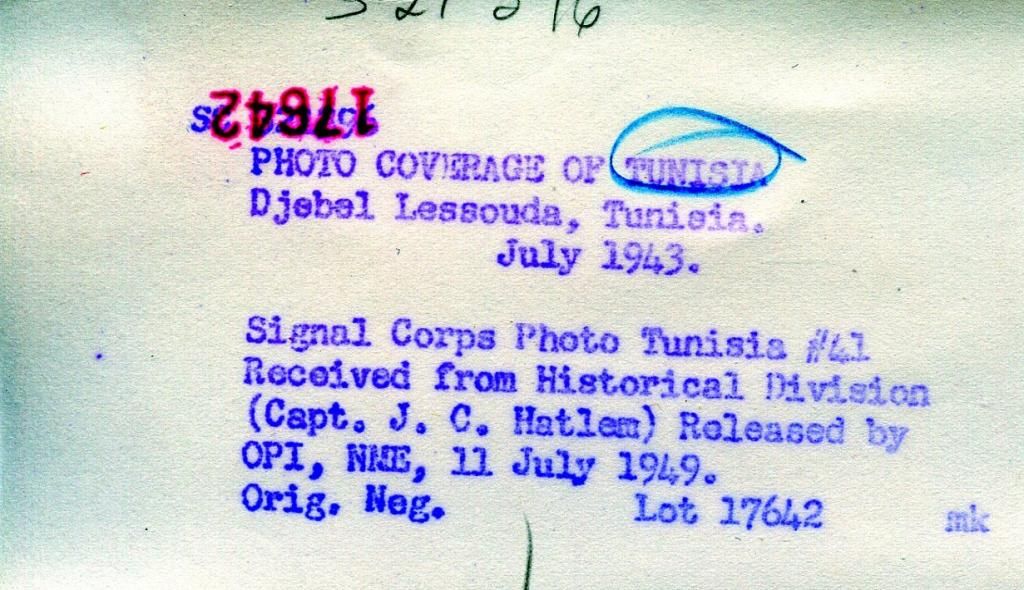 17642
PHOTO COVERAGE OF TUNISIA
Djebel Lessouda, Tunisia.
July 1943.
Signal Corps Photo Tunisia #41
Received from Historical Division
(Capt. J. C. Hatlem) Released by
OPI, NME, 11 July 1949.
Orig. Neg. Lot 17642 mk